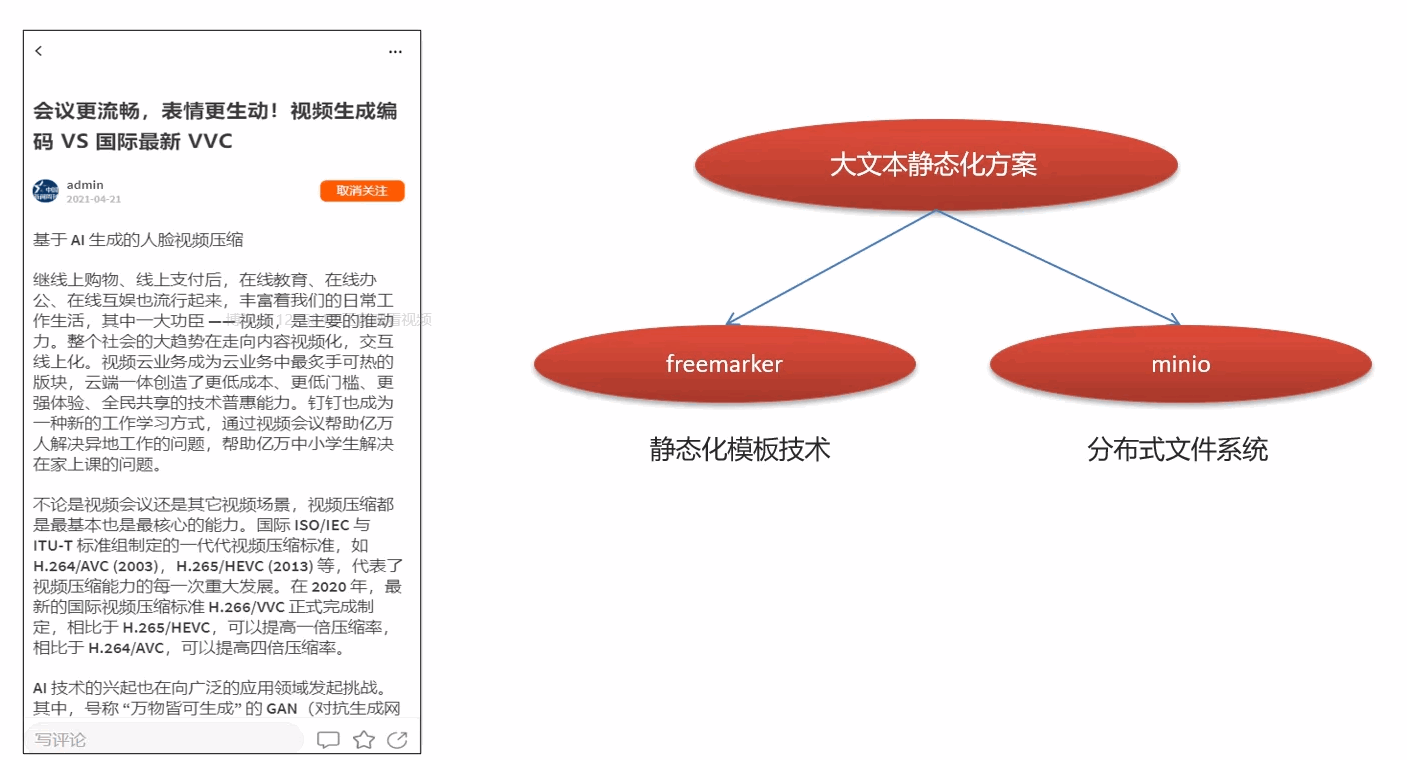 会议更流畅，表情更生动！视频生成编
码 VS 国际最新 VVC
admin
2021-04-21
取消关注
基于 AI 生成的人脸视频压缩
继线上购物、线上支付后，在线教育、在线办
公、在线互娱也流行起来，丰富着我们的日常工
作生活，其中一大功臣 —— 视频，是主要的推动
力。整个社会的大趋势在走向内容视频化，交互
线上化。视频云业务成为云业务中最炙手可热的
版块，云端一体创造了更低成本、更低门槛、更
强体验、全民共享的技术普惠能力。钉钉也成为
一种新的工作学习方式，通过视频会议帮助亿万
人解决异地工作的问题，帮助亿万中小学生解决
在家上课的问题。
不论是视频会议还是其它视频场景，视频压缩都
是最基本也是最核心的能力。国际 ISO/IEC 与
ITU-T 标准组制定的一代代视频压缩标准，如
H.264/AVC (2003)，H.265/HEVC (2013) 等，代表了
视频压缩能力的每一次重大发展。在 2020 年，最
新的国际视频压缩标准 H.266/VVC 正式完成制
定，相比于 H.265/HEVC，可以提高一倍压缩率，
相比于 H.264/AVC，可以提高四倍压缩率。
AI 技术的兴起也在向广泛的应用领域发起挑战。
其中，号称 “万物皆可生成” 的 GAN（对抗生成网
写评论
大文本静态化方案
freemarker
minio
静态化模板技术
分布式文件系统